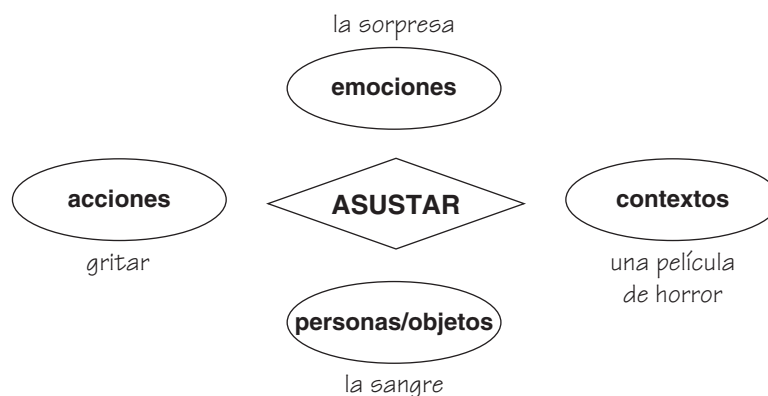 la sorpresa
emociones
acciones
ASUSTAR
contextos
gritar
una película
de horror
personas/objetos
la sangre